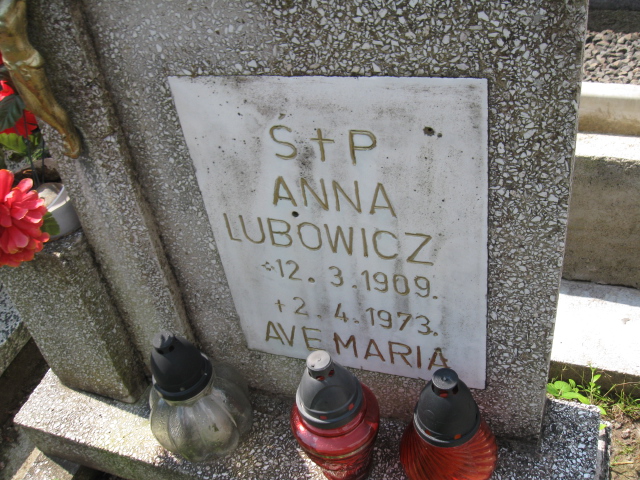 S+P
ANNA
LUBOWICZ
*12.3.1909.
+2.4.1973.
AVE MARIA